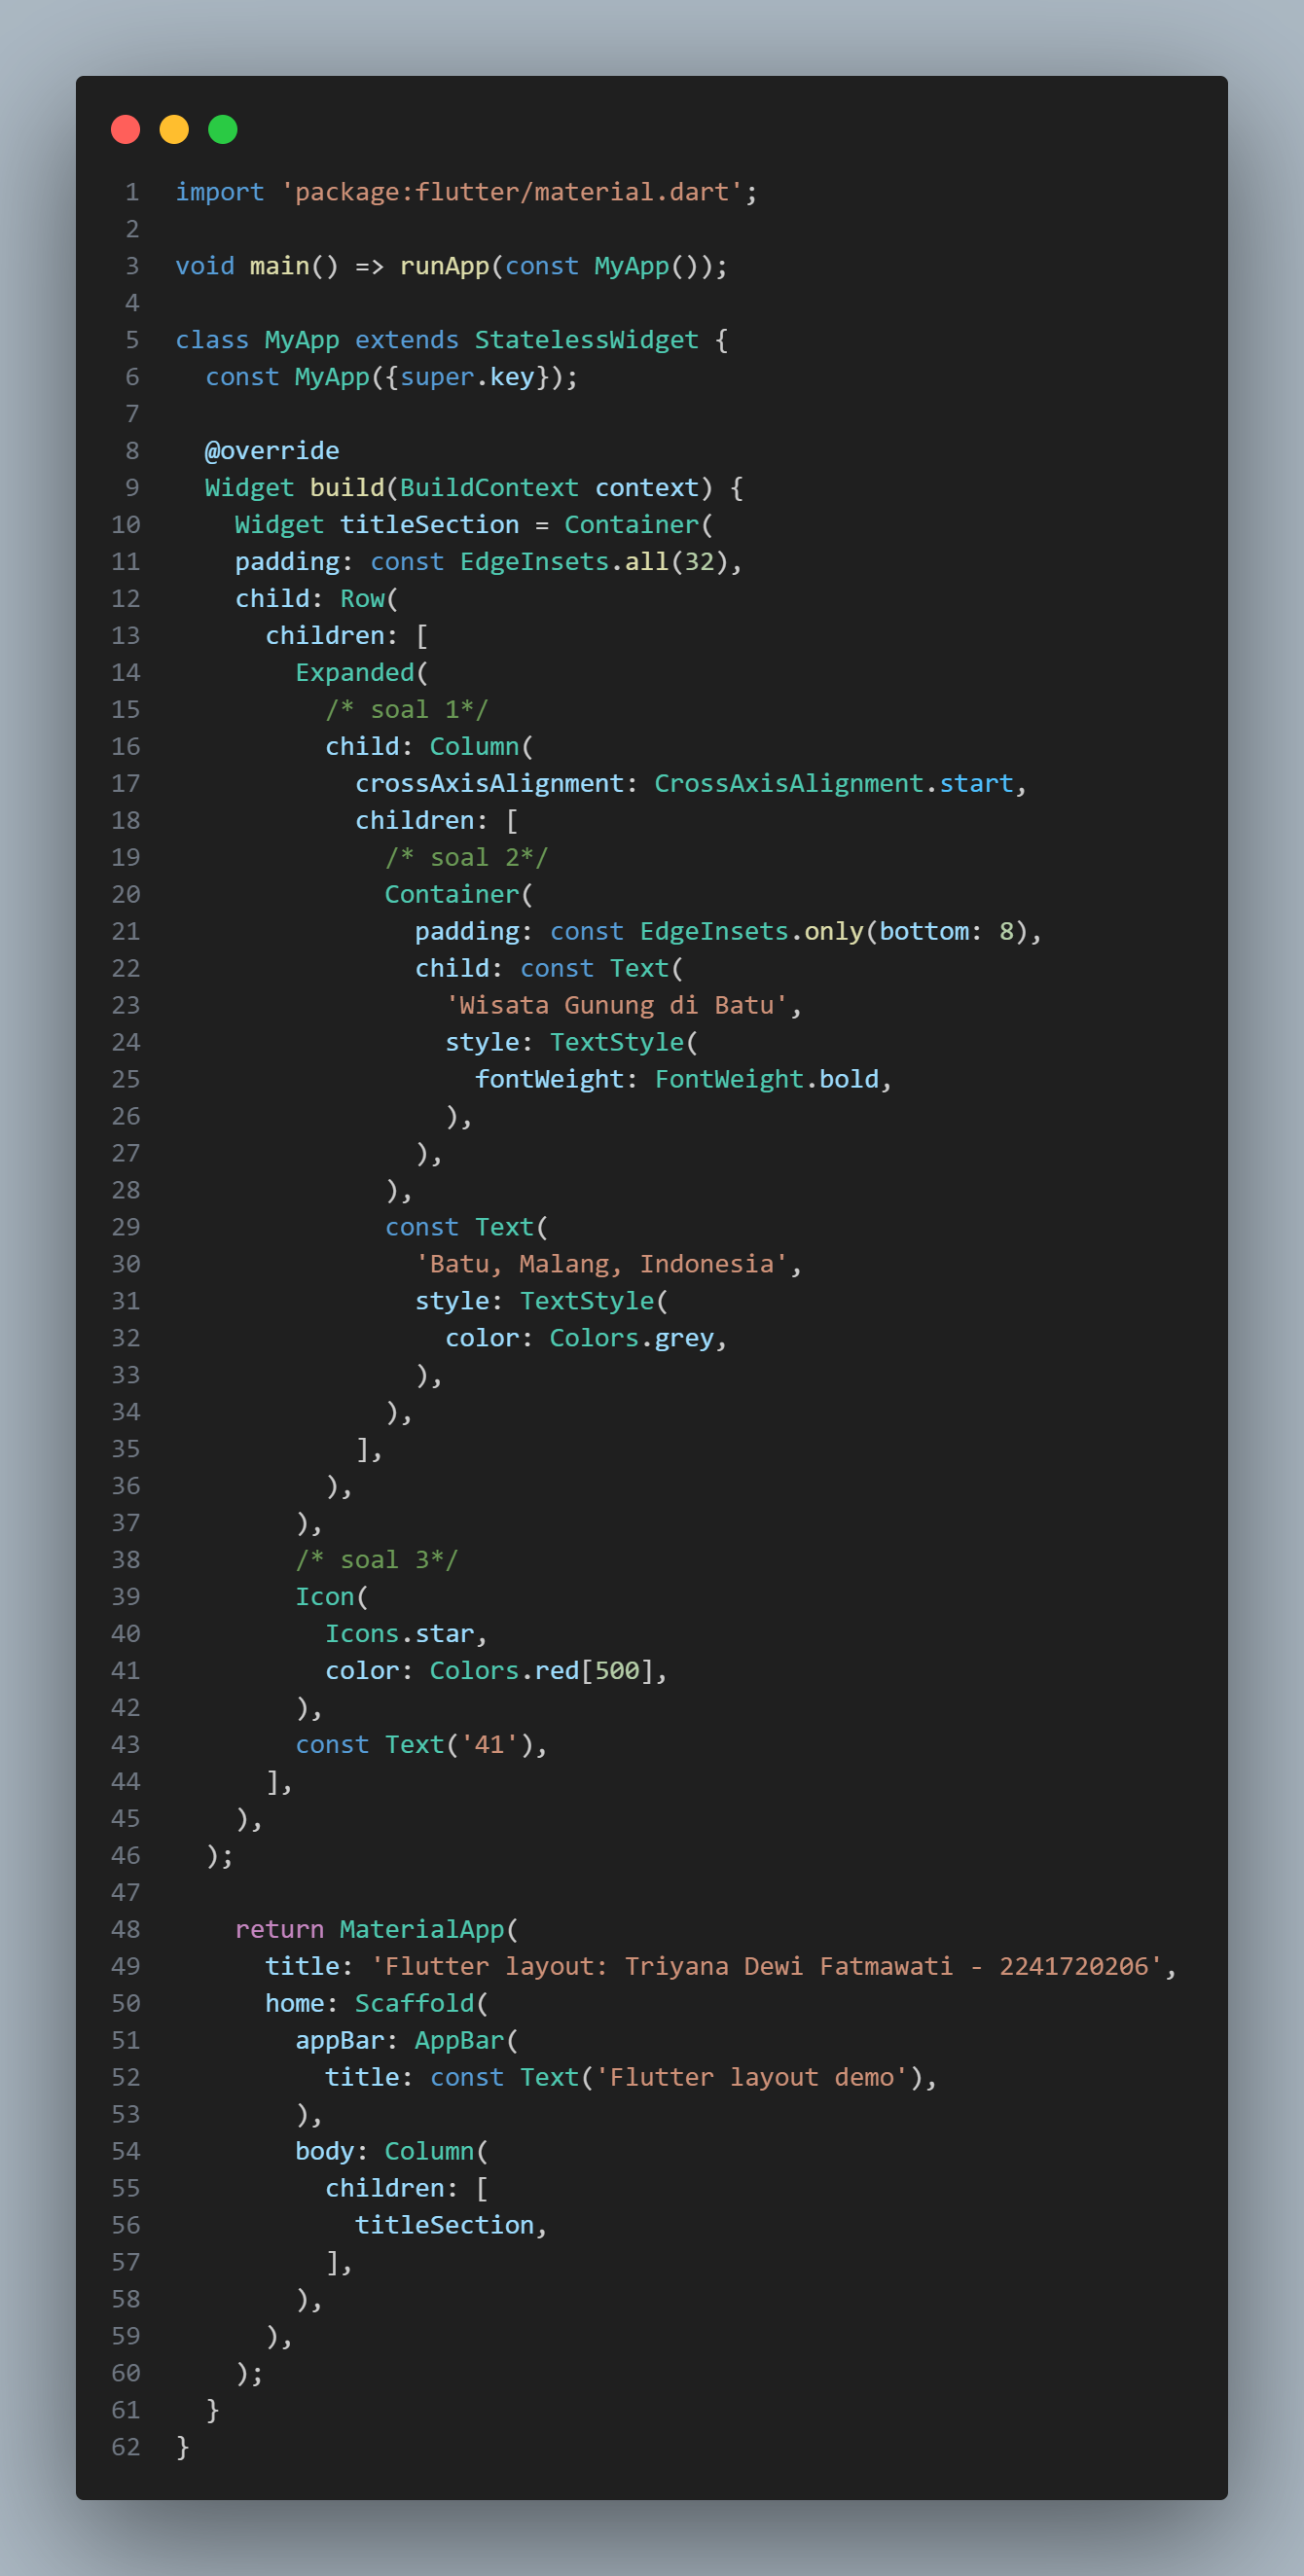 1 import 'package:flutter/material.dart';
2
3 void main() => runApp(const MyApp());
4
5 class MyApp extends StatelessWidget {
6   const MyApp({super.key});
7
8   @override
9   Widget build(BuildContext context) {
10     Widget titleSection = Container(
11     padding: const EdgeInsets.all(32),
12     child: Row(
13       children: [
14         Expanded(
15           /* soal 1*/
16           child: Column(
17             crossAxisAlignment: CrossAxisAlignment.start,
18             children: [
19               /* soal 2*/
20               Container(
21                 padding: const EdgeInsets.only(bottom: 8),
22                 child: const Text(
23                   'Wisata Gunung di Batu',
24                   style: TextStyle(
25                     fontWeight: FontWeight.bold,
26                   ),
27                 ),
28               ),
29               const Text(
30                 'Batu, Malang, Indonesia',
31                 style: TextStyle(
32                   color: Colors.grey,
33                 ),
34               ),
35             ],
36           ),
37         ),
38         /* soal 3*/
39         Icon(
40           Icons.star,
41           color: Colors.red[500],
42         ),
43         const Text('41'),
44       ],
45     ),
46   );
47
48     return MaterialApp(
49       title: 'Flutter layout: Triyana Dewi Fatmawati - 2241720206',
50       home: Scaffold(
51         appBar: AppBar(
52           title: const Text('Flutter layout demo'),
53         ),
54         body: Column(
55           children: [
56             titleSection,
57           ],
58         ),
59       ),
60     );
61   }
62 }